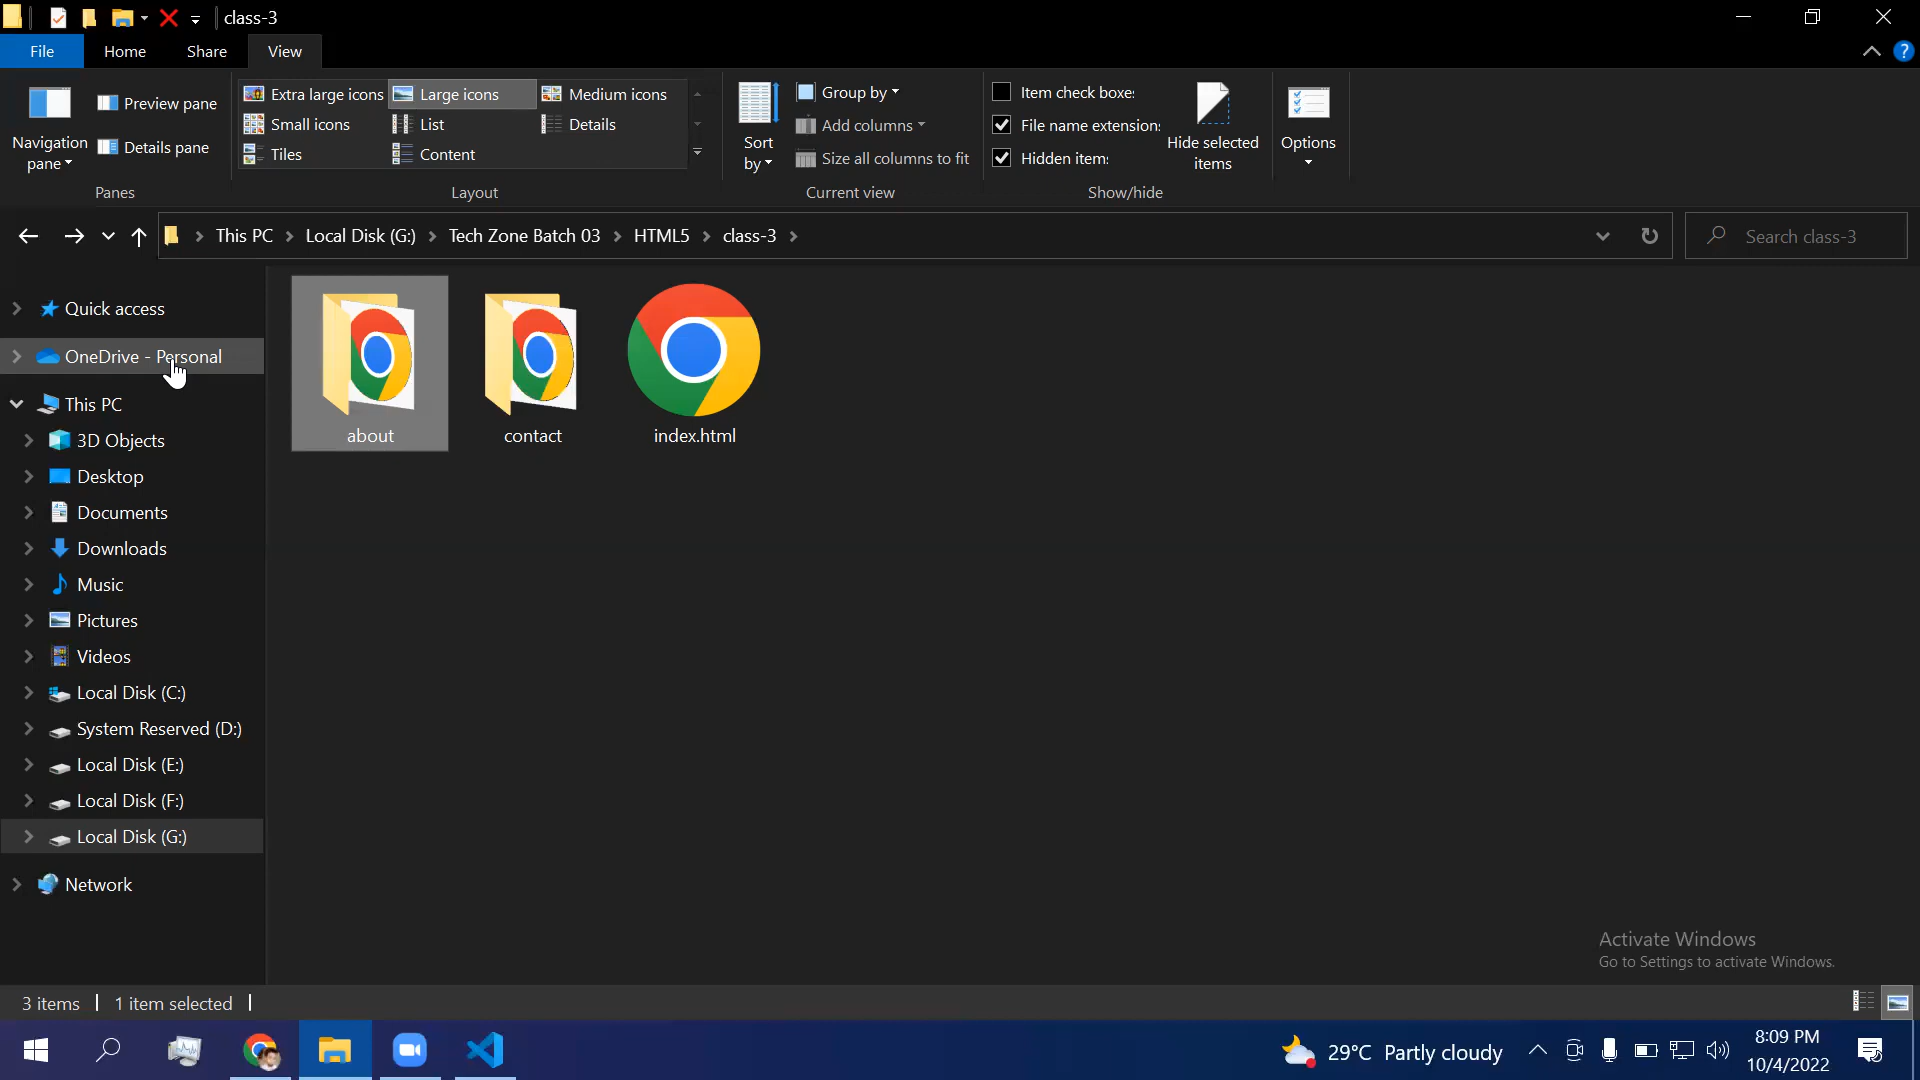 class-3
File
Home
Share
View
?
Navigation
pane
Preview pane
Details pane
Panes
Extra large icons
Large icons
Medium icons
Small icons
List
Details
Tiles
Content
Layout
Sort
by
Group by
Add columns
Size all columns to fit
Current view
Item check boxes
File name extensions
Hidden items
Show/hide
Hide selected
items
Options
This PC
Local Disk (G:)
Tech Zone Batch 03
HTML5
class-3
Search class-3
Quick access
OneDrive - Personal
This PC
3D Objects
Desktop
Documents
Downloads
Music
Pictures
Videos
Local Disk (C:)
System Reserved (D:)
Local Disk (E:)
Local Disk (F:)
Local Disk (G:)
Network
about
contact
index.html
Activate Windows
Go to Settings to activate Windows.
3 items
1 item selected
29°C Partly cloudy
8:09 PM
10/4/2022